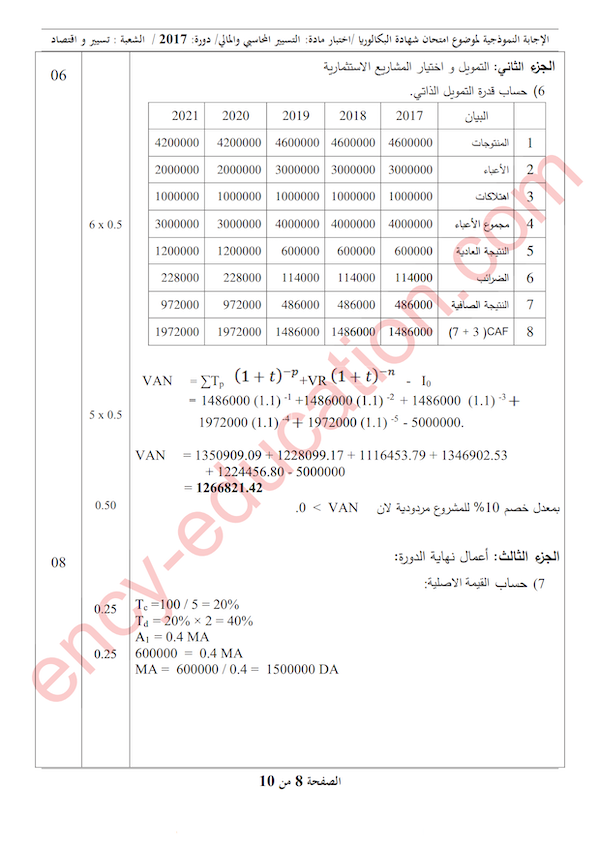 الإجابة النموذجية لموضوع امتحان شهادة البكالوريا /اختبار مادة: التسيير المحاسبي والمالي/ دورة: 2017 / الشعبة : تسيير و اقتصاد
06
الجزء الثاني: التمويل و اختيار المشاريع الاستثمارية
6) حساب قدرة التمويل الذاتي.
البيان 2017 2018 2019 2020 2021
1 المنتوجات 4600000 4600000 4600000 4200000 4200000
2 الأعباء 3000000 3000000 3000000 2000000 2000000
3 اهتلاكات 1000000 1000000 1000000 1000000 1000000
4 مجموع الأعباء 4000000 4000000 4000000 3000000 3000000
5 النتيجة العادية 600000 600000 600000 1200000 1200000
6 الضرائب 114000 114000 114000 228000 228000
7 النتيجة الصافية 486000 486000 486000 972000 972000
8 CAF( 3 + 7) 1486000 1486000 1486000 1972000 1972000
6 x 0.5
VAN = ∑Tp (1 + t)⁻ᵖ+VR (1 + t)⁻ⁿ - I0
= 1486000 (1.1) -1 +1486000 (1.1) -2 + 1486000 (1.1) -3 +
5 x 0.5
1972000 (1.1) -4 + 1972000 (1.1) -5 - 5000000.
VAN = 1350909.09 + 1228099.17 + 1116453.79 + 1346902.53
+ 1224456.80 - 5000000
= 1266821.42
0.50
بمعدل خصم 10% للمشروع مردودية لان VAN > 0.
08
الجزء الثالث: أعمال نهاية الدورة:
7) حساب القيمة الاصلية:
0.25
Tc =100 / 5 = 20%
Td = 20% × 2 = 40%
A1 = 0.4 MA
0.25
600000 = 0.4 MA
MA = 600000 / 0.4 = 1500000 DA
ency-education.com
الصفحة 8 من 10